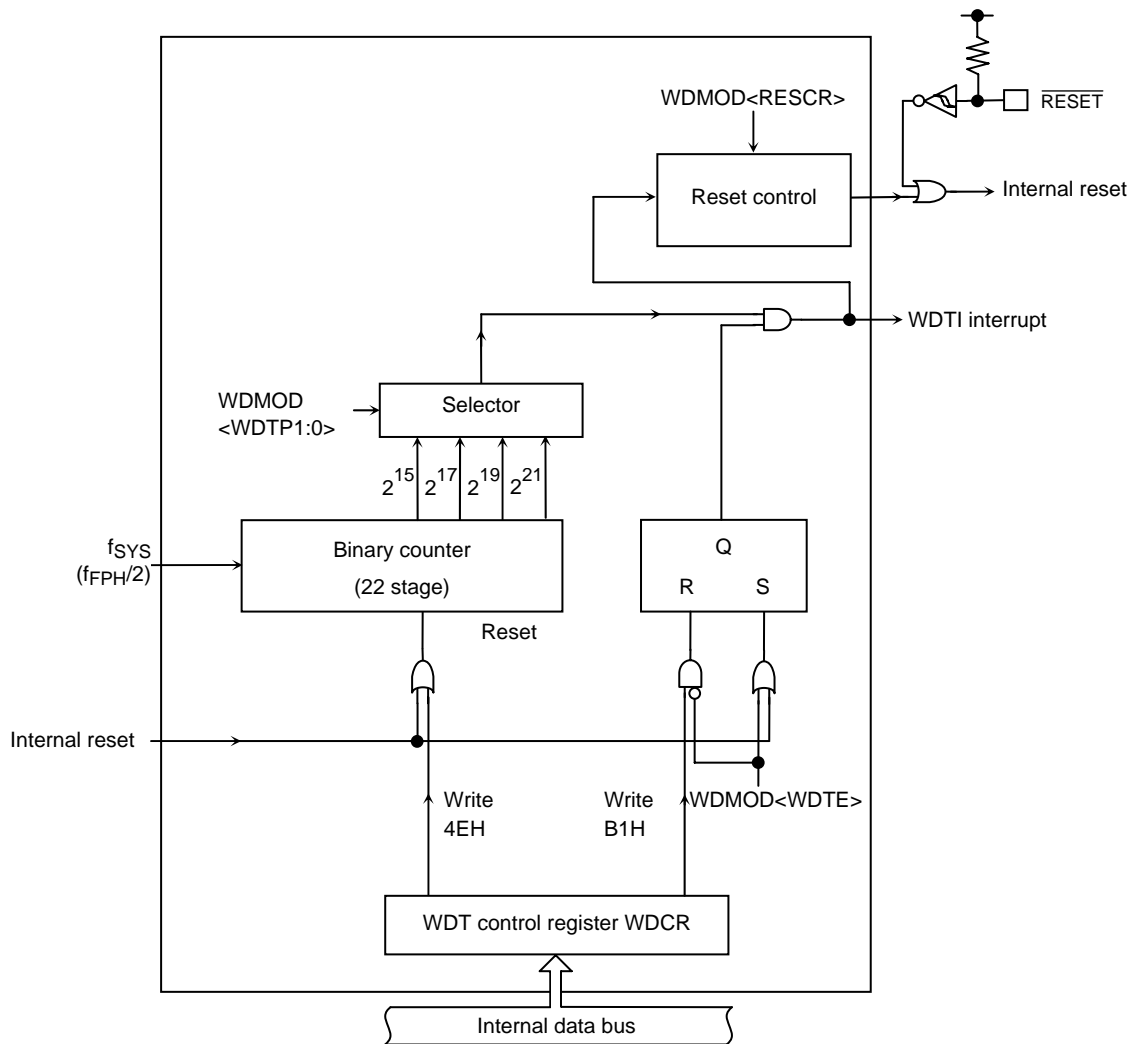 WDMOD<RESCR>
RESET
Reset control
Internal reset
WDTI interrupt
WDMOD
<WDTP1:0>
Selector
2^15 2^17 2^19 2^21
fSYS
(fFPH/2)
Binary counter
(22 stage)
Reset
Q
R S
Internal reset
Write
4EH
Write
B1H
WDMOD<WDTE>
WDT control register WDCR
Internal data bus